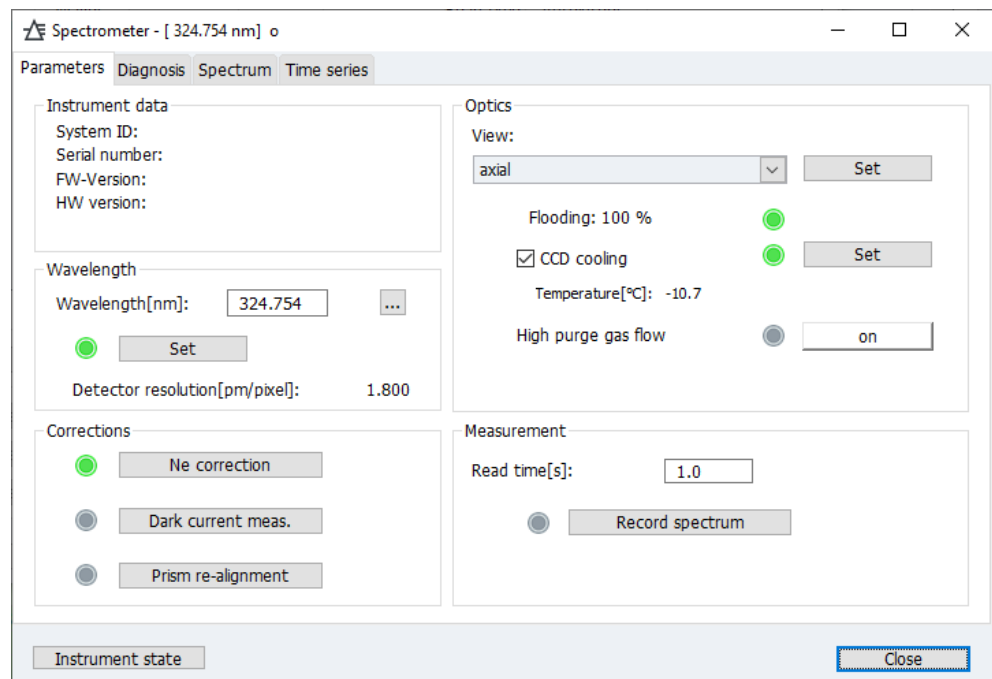 Spectrometer - [ 324.754 nm] o
Parameters Diagnosis Spectrum Time series
Instrument data
System ID:
Serial number:
FW-Version:
HW version:
Wavelength
Wavelength[nm]: 324.754 ...
Set
Detector resolution[pm/pixel]: 1.800
Corrections
Ne correction
Dark current meas.
Prism re-alignment
Optics
View:
axial Set
Flooding: 100 %
CCD cooling Set
Temperature[°C]: -10.7
High purge gas flow on
Measurement
Read time[s]: 1.0
Record spectrum
Instrument state Close